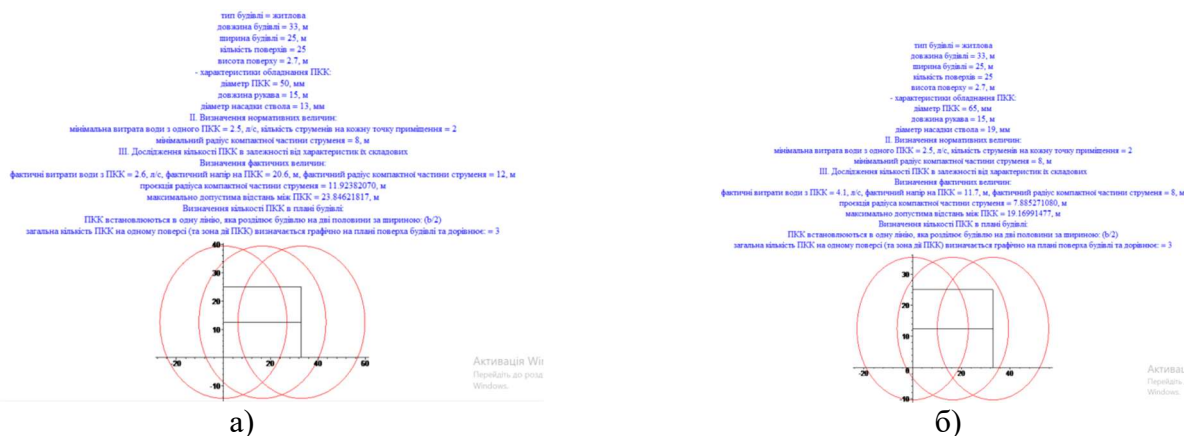 тип будівлі = житлова
довжина будівлі = 33, м
ширина будівлі = 25, м
кількість поверхів = 25
висота поверху = 2.7, м
- характеристики обладнання ПКК:
діаметр ПКК = 50, мм
довжина рукава = 15, м
діаметр насадки ствола = 13, мм
II. Визначення нормативних величин:
мінімальна витрата води з одного ПКК = 2.5, л/с, кількість струменів на кожну точку приміщення = 2
мінімальний радіус компактної частини струменя = 8, м
III. Дослідження кількості ПКК в залежності від характеристик їх складових
Визначення фактичних величин:
фактичні витрати води з ПКК = 2.6, л/с, фактичний напір на ПКК = 20.6, м, фактичний радіус компактної частини струменя = 12, м
проєкція радіуса компактної частини струменя = 11.92382070, м
максимально допустима відстань між ПКК = 23.84621817, м
Визначення кількості ПКК в плані будівлі:
ПКК встановлюються в одну лінію, яка розділює будівлю на дві половини за шириною: (b/2)
загальна кількість ПКК на одному поверсі (та зона дії ПКК) визначається графічно на плані поверха будівлі та дорівнює: = 3
40
30
20
10
-20
20
40
60
-10
Активація Wi
Перейдіть до розд
Windows.
а)
тип будівлі = житлова
довжина будівлі = 33, м
ширина будівлі = 25, м
кількість поверхів = 25
висота поверху = 2.7, м
- характеристики обладнання ПКК:
діаметр ПКК = 65, мм
довжина рукава = 15, м
діаметр насадки ствола = 19, мм
II. Визначення нормативних величин:
мінімальна витрата води з одного ПКК = 2.5, л/с, кількість струменів на кожну точку приміщення = 2
мінімальний радіус компактної частини струменя = 8, м
III. Дослідження кількості ПКК в залежності від характеристик їх складових
Визначення фактичних величин:
фактичні витрати води з ПКК = 4.1, л/с, фактичний напір на ПКК = 11.7, м, фактичний радіус компактної частини струменя = 8, м
проєкція радіуса компактної частини струменя = 7.885271080, м
максимально допустима відстань між ПКК = 19.16991477, м
Визначення кількості ПКК в плані будівлі:
ПКК встановлюються в одну лінію, яка розділює будівлю на дві половини за шириною: (b/2)
загальна кількість ПКК на одному поверсі (та зона дії ПКК) визначається графічно на плані поверха будівлі та дорівнює: = 3
30
20
10
-20
0
20
40
-10
Активац
Перейдіть
Windows.
б)